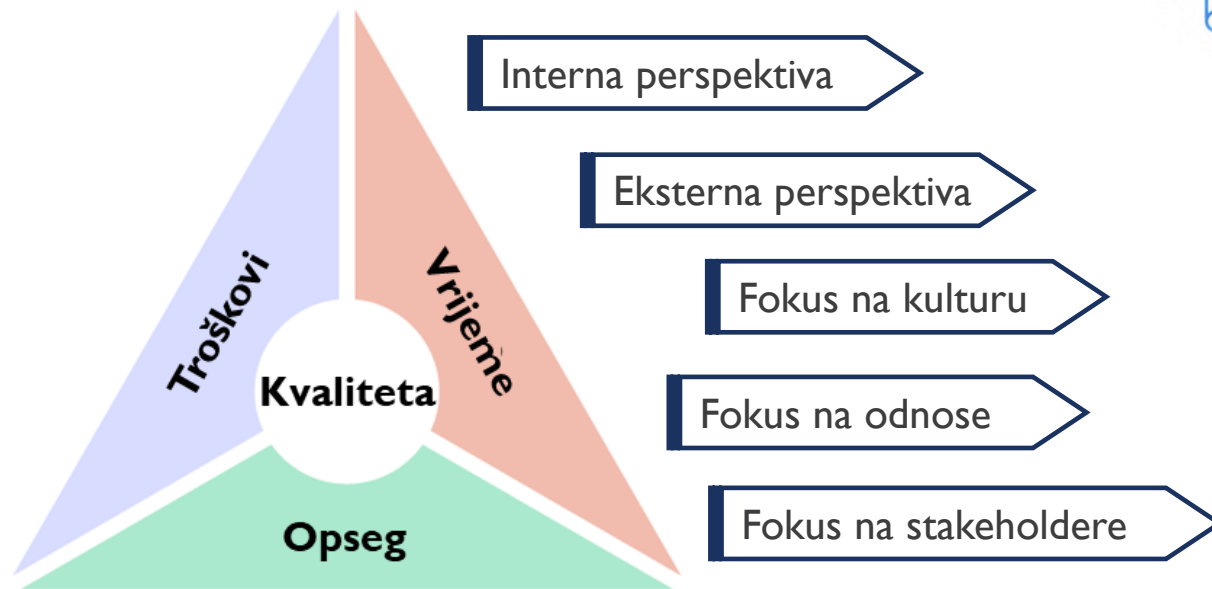 Interna perspektiva
Eksterna perspektiva
Troškovi
Vrijeme
Fokus na kulturu
Kvaliteta
Fokus na odnose
Opseg
Fokus na stakeholdere